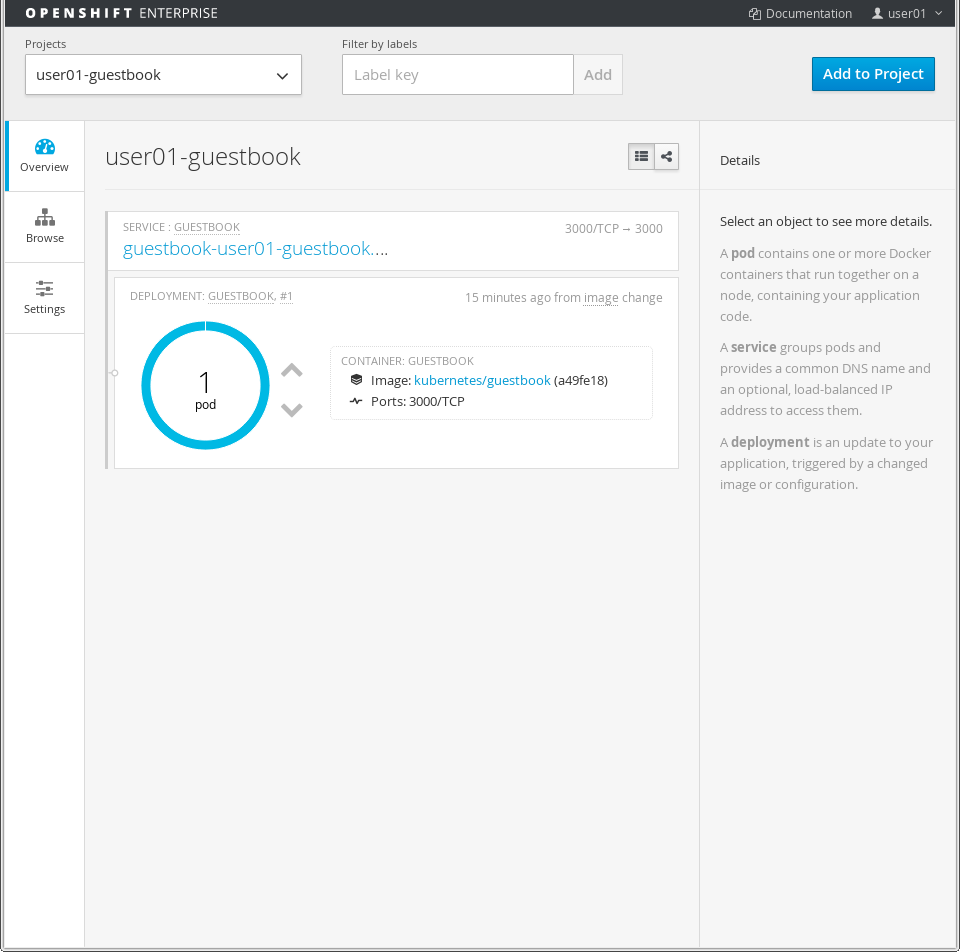 OPENSHIFT ENTERPRISE
Documentation
user01
Projects
Filter by labels
user01-guestbook
Label key
Add
Add to Project
Overview
Browse
Settings
user01-guestbook
SERVICE : GUESTBOOK
3000/TCP → 3000
guestbook-user01-guestbook....
DEPLOYMENT: GUESTBOOK, #1
15 minutes ago from image change
1
pod
CONTAINER: GUESTBOOK
Image: kubernetes/guestbook (a49fe18)
Ports: 3000/TCP
Details
Select an object to see more details.
A pod contains one or more Docker
containers that run together on a
node, containing your application
code.
A service groups pods and
provides a common DNS name and
an optional, load-balanced IP
address to access them.
A deployment is an update to your
application, triggered by a changed
image or configuration.